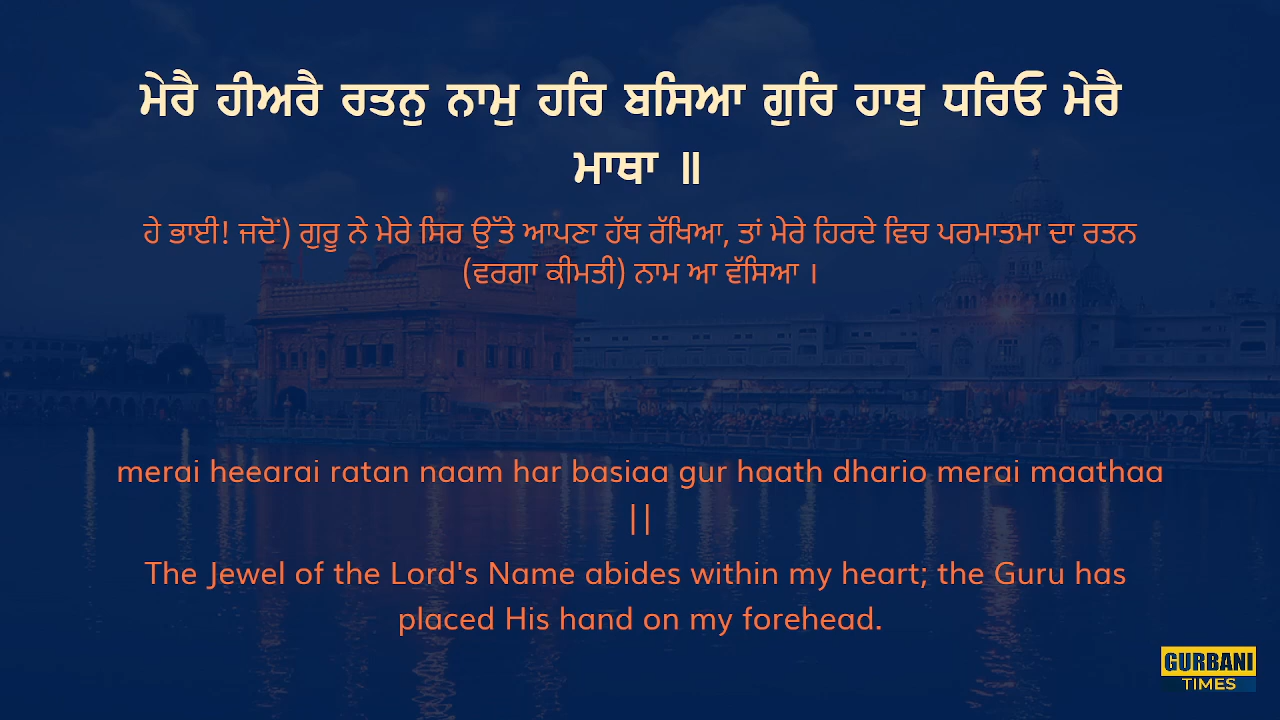 ਮੇਰੈ ਹੀਅਰੈ ਰਤਨੁ ਨਾਮੁ ਹਰਿ ਬਸਿਆ ਗੁਰਿ ਹਾਥੁ ਧਰਿਓ ਮੇਰੈ
ਮਾਥਾ ॥
ਹੇ ਭਾਈ! ਜਦੋਂ) ਗੁਰੂ ਨੇ ਮੇਰੇ ਸਿਰ ਉੱਤੇ ਆਪਣਾ ਹੱਥ ਰੱਖਿਆ, ਤਾਂ ਮੇਰੇ ਹਿਰਦੇ ਵਿਚ ਪਰਮਾਤਮਾ ਦਾ ਰਤਨ
(ਵਰਗਾ ਕੀਮਤੀ) ਨਾਮ ਆ ਵੱਸਿਆ ।
merai heearai ratan naam har basiaa gur haath dhario merai maathaa
||
The Jewel of the Lord's Name abides within my heart; the Guru has
placed His hand on my forehead.
GURBANI
TIMES